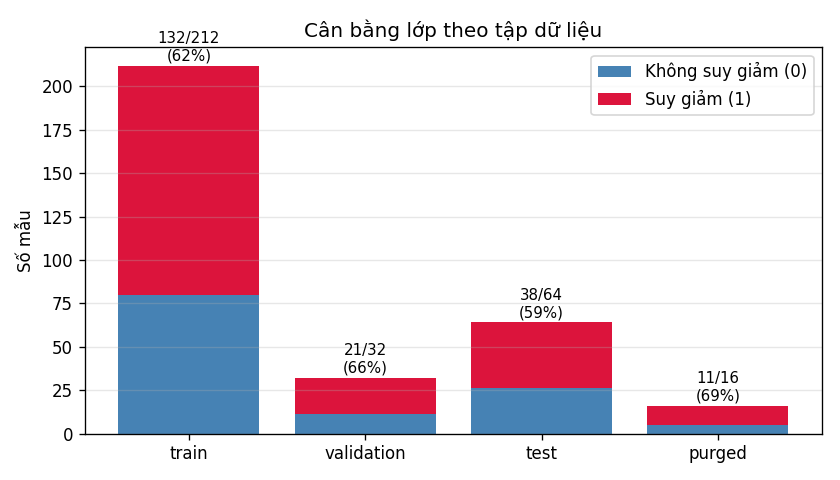 Cân bằng lớp theo tập dữ liệu
132/212
(62%)
Không suy giảm (0)
Suy giảm (1)
200
175
150
125
100
75
50
25
0
Số mẫu
21/32
(66%)
38/64
(59%)
11/16
(69%)
train
validation
test
purged